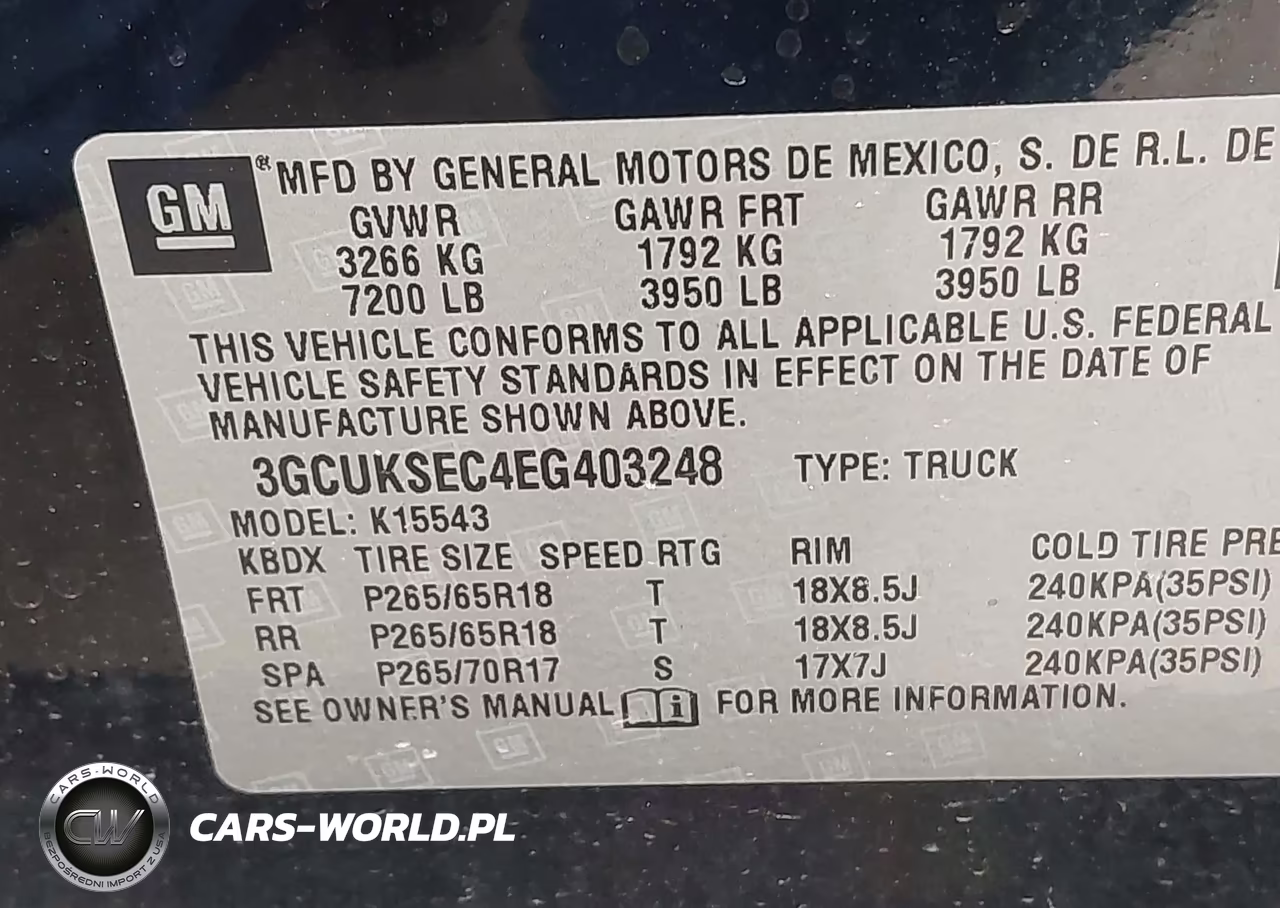 GM ® MFD BY GENERAL MOTORS DE MEXICO, S. DE R.L. DE
GVWR GAWR FRT GAWR RR
3266 KG 1792 KG 1792 KG
7200 LB 3950 LB 3950 LB
THIS VEHICLE CONFORMS TO ALL APPLICABLE U.S. FEDERAL
VEHICLE SAFETY STANDARDS IN EFFECT ON THE DATE OF
MANUFACTURE SHOWN ABOVE.
3GCUKSEC4EG403248 TYPE: TRUCK
MODEL: K15543
KBDX TIRE SIZE SPEED RTG RIM COLD TIRE PRE
FRT P265/65R18 T 18X8.5J 240KPA(35PSI)
RR P265/65R18 T 18X8.5J 240KPA(35PSI)
SPA P265/70R17 S 17X7J 240KPA(35PSI)
SEE OWNER'S MANUAL i FOR MORE INFORMATION.
CARS-WORLD
CW
BEZPOŚREDNI IMPORT Z USA
CARS-WORLD.PL